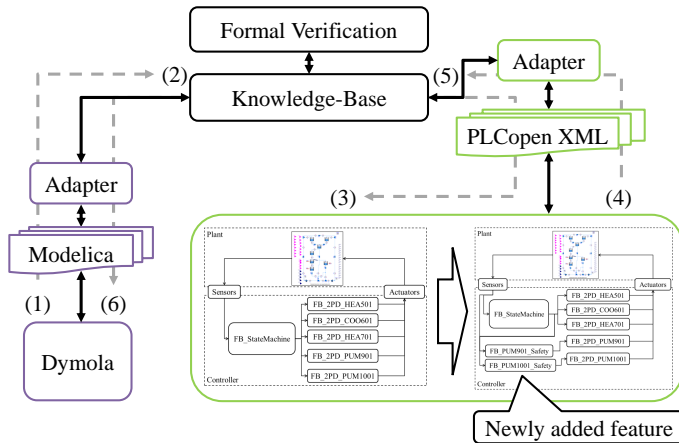 Formal Verification
(2)
(5)
Adapter
Knowledge-Base
PLCopen XML
Adapter
(3)
(4)
Modelica
(1)
(6)
Dymola
Plant
Sensors
Actuators
FB_2PD_HEA501
FB_2PD_COO601
FB_StateMachine
FB_2PD_HEA701
FB_2PD_PUM901
FB_2PD_PUM1001
Controller
Plant
Sensors
Actuators
FB_2PD_HEA501
FB_StateMachine
FB_2PD_COO601
FB_2PD_HEA701
FB_PUM901_Safety
FB_2PD_PUM901
FB_PUM1001_Safety
FB_2PD_PUM1001
Controller
Newly added feature